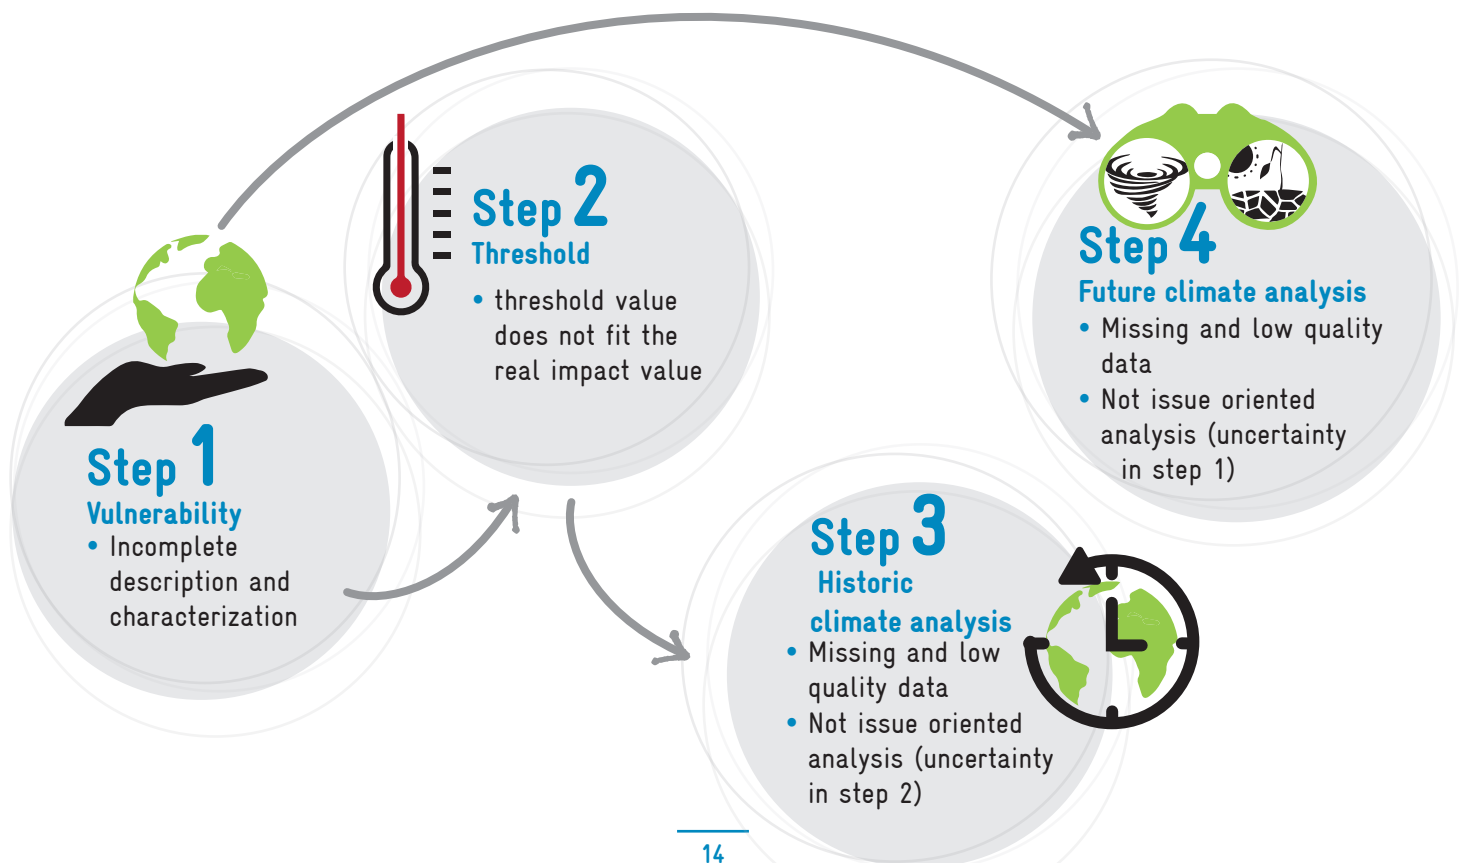 Step 1
Vulnerability
• Incomplete
description and
characterization
Step 2
Threshold
• threshold value
does not fit the
real impact value
Step 3
Historic
climate analysis
• Missing and low
quality data
• Not issue oriented
analysis (uncertainty
in step 2)
Step 4
Future climate analysis
• Missing and low quality
data
• Not issue oriented
analysis (uncertainty
in step 1)
14